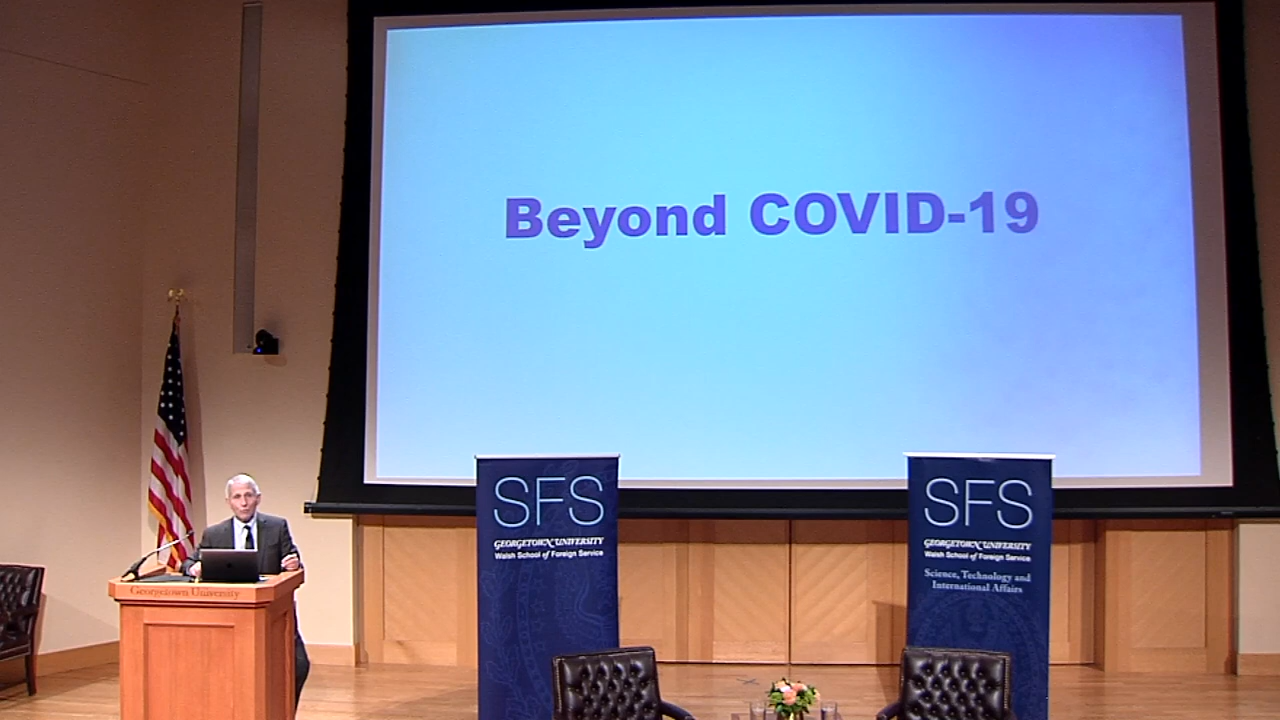 Beyond COVID-19
SFS
GEORGETOWN UNIVERSITY
Walsh School of Foreign Service
SFS
GEORGETOWN UNIVERSITY
Walsh School of Foreign Service
Science, Technology and
International Affairs
Georgetown University